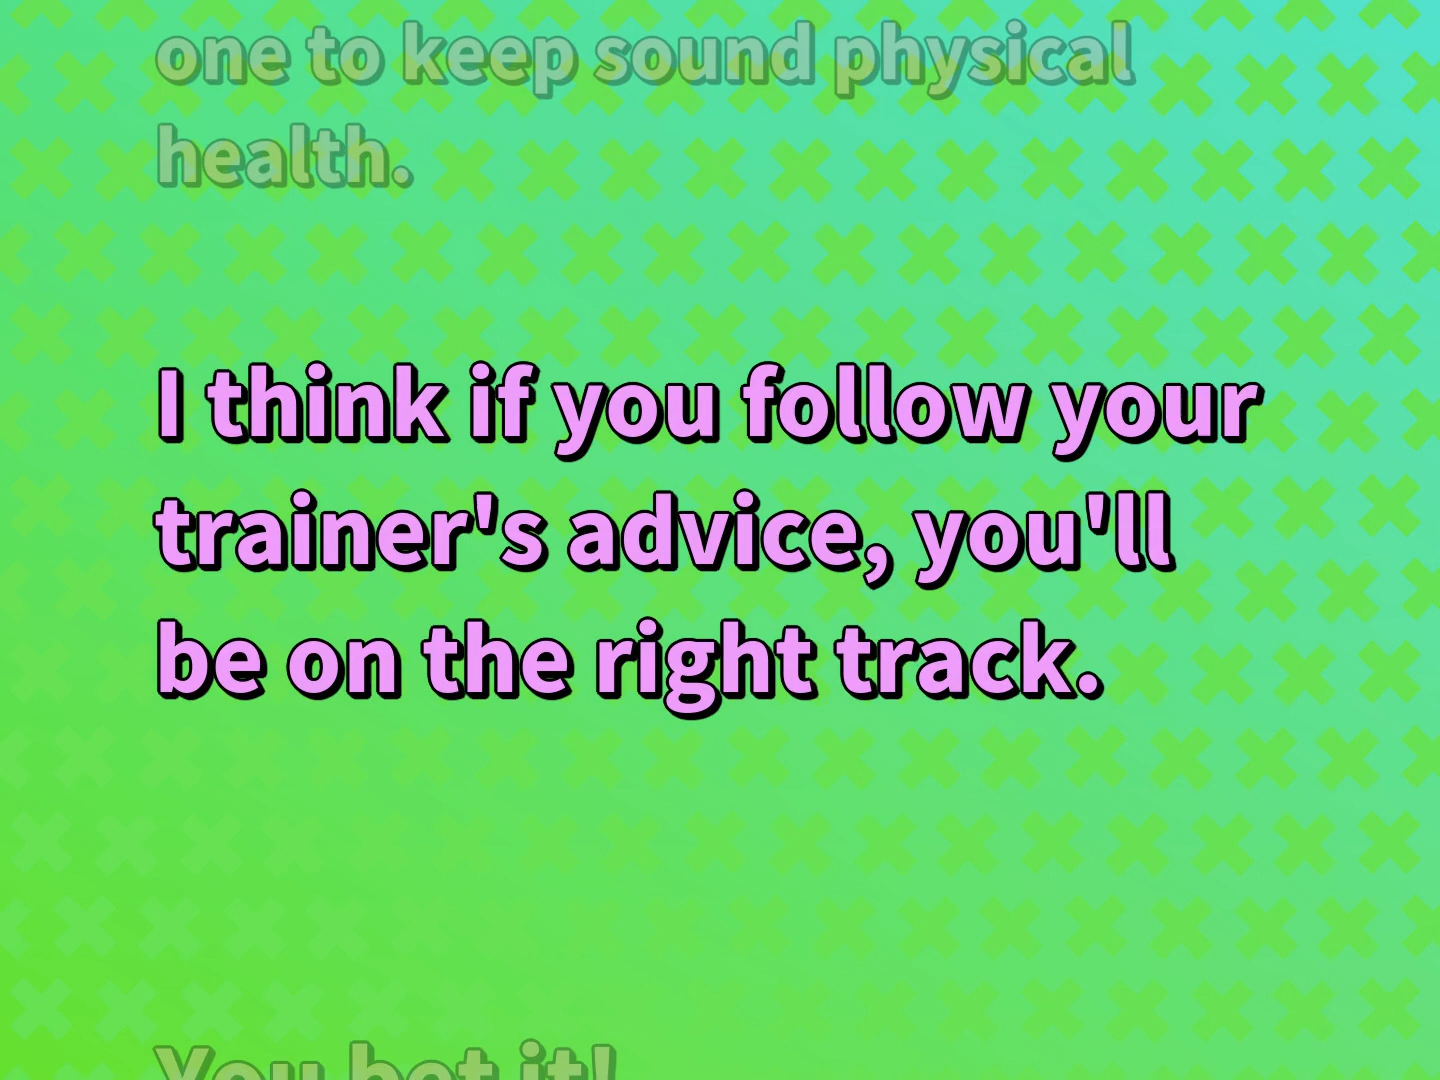 one to keep sound physical
health.
I think if you follow your
trainer's advice, you'll
be on the right track.
You bet it!